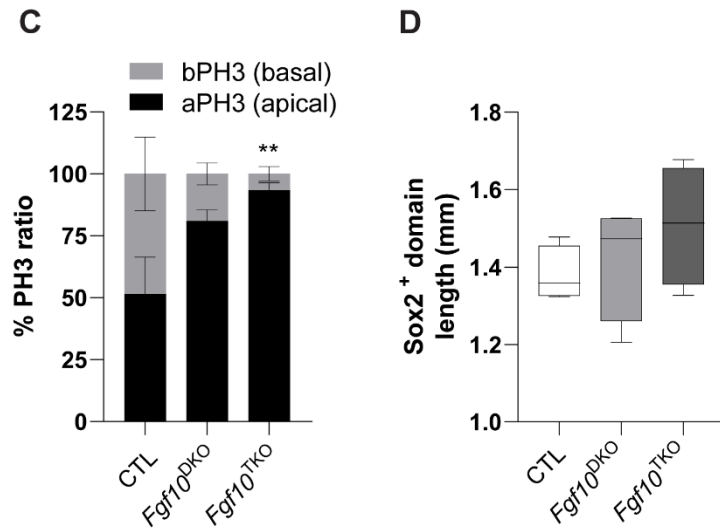 C
bPH3 (basal)
aPH3 (apical)
% PH3 ratio
125
100
75
50
25
0
**
CTL
Fgf10DKO
Fgf10TKO
D
Sox2+ domain
length (mm)
1.8
1.6
1.4
1.2
1.0
CTL
Fgf10DKO
Fgf10TKO